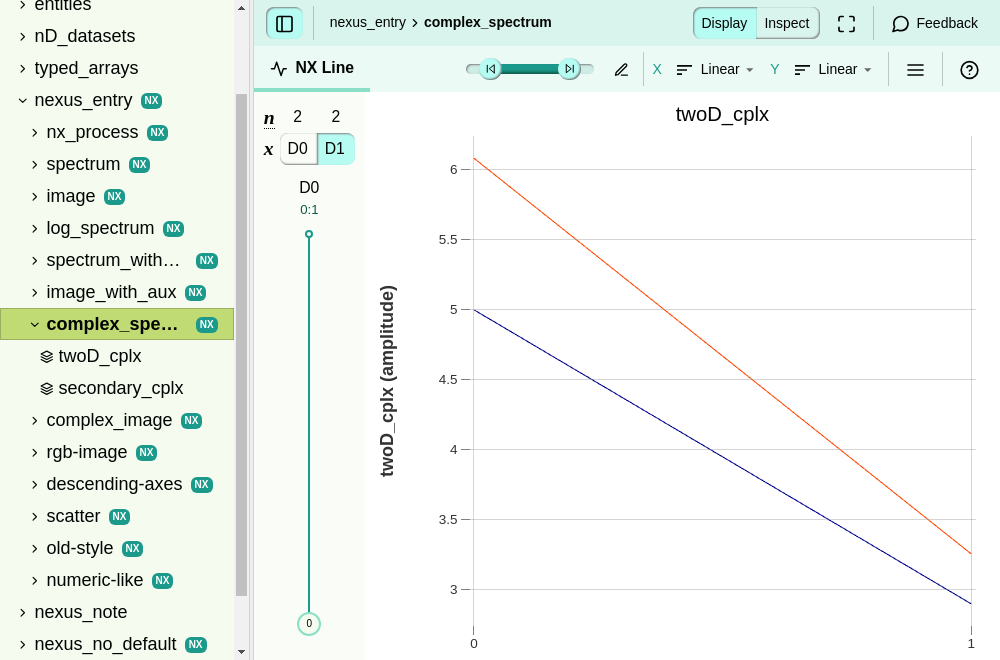 entities
nD_datasets
typed_arrays
nexus_entry NX
nx_process NX
spectrum NX
image NX
log_spectrum NX
spectrum_with… NX
image_with_aux NX
complex_spe… NX
twoD_cplx
secondary_cplx
complex_image NX
rgb-image NX
descending-axes NX
scatter NX
old-style NX
numeric-like NX
nexus_note
nexus_no_default NX
nexus_entry › complex_spectrum
Display Inspect
Feedback
NX Line
X Linear
Y Linear
n 2 2
x D0 D1
D0
0:1
0
twoD_cplx
twoD_cplx (amplitude)
6
5.5
5
4.5
4
3.5
3
0 1